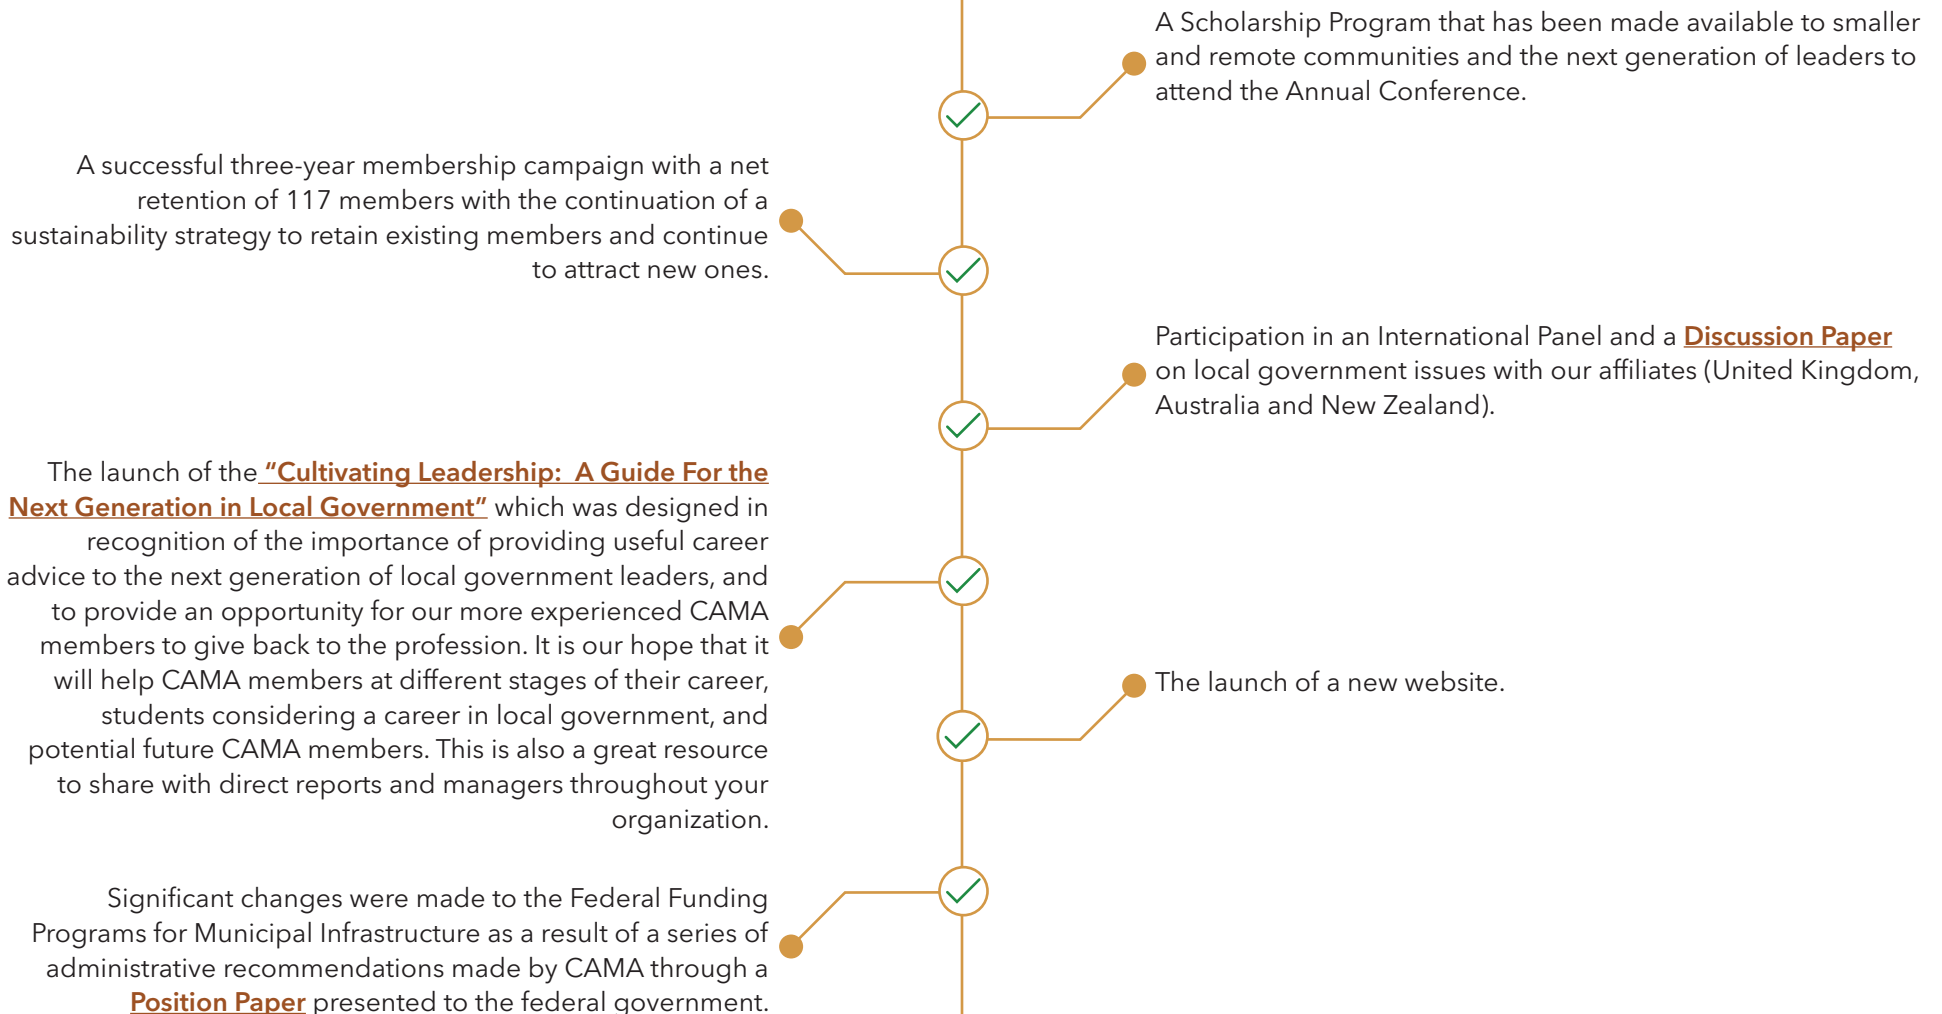 A Scholarship Program that has been made available to smaller
and remote communities and the next generation of leaders to
attend the Annual Conference.
A successful three-year membership campaign with a net
retention of 117 members with the continuation of a
sustainability strategy to retain existing members and continue
to attract new ones.
Participation in an International Panel and a Discussion Paper
on local government issues with our affiliates (United Kingdom,
Australia and New Zealand).
The launch of the “Cultivating Leadership:  A Guide For the
Next Generation in Local Government” which was designed in
recognition of the importance of providing useful career
advice to the next generation of local government leaders, and
to provide an opportunity for our more experienced CAMA
members to give back to the profession. It is our hope that it
will help CAMA members at different stages of their career,
students considering a career in local government, and
potential future CAMA members. This is also a great resource
to share with direct reports and managers throughout your
organization.
The launch of a new website.
Significant changes were made to the Federal Funding
Programs for Municipal Infrastructure as a result of a series of
administrative recommendations made by CAMA through a
Position Paper presented to the federal government.